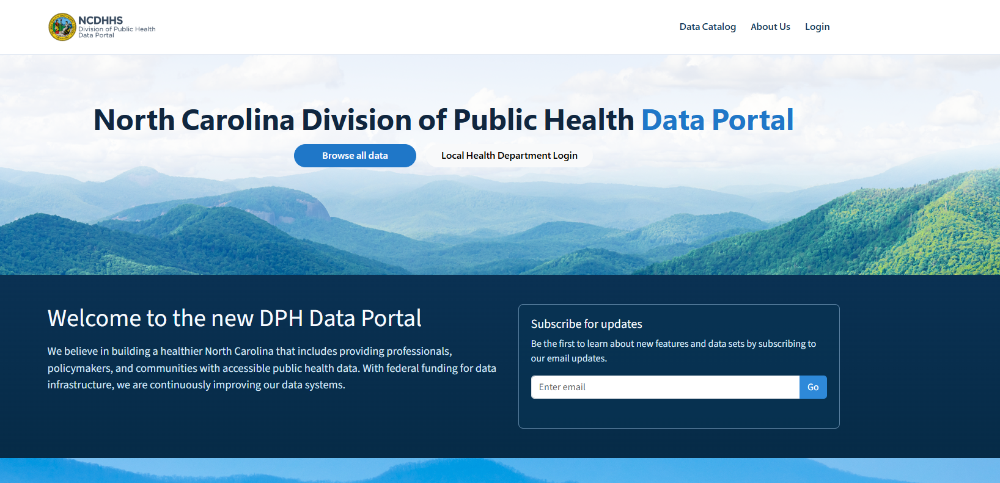 NCDHHS
Division of Public Health
Data Portal
Data Catalog
About Us
Login
North Carolina Division of Public Health Data Portal
Browse all data
Local Health Department Login
Welcome to the new DPH Data Portal
We believe in building a healthier North Carolina that includes providing professionals,
policymakers, and communities with accessible public health data. With federal funding for data
infrastructure, we are continuously improving our data systems.
Subscribe for updates
Be the first to learn about new features and data sets by subscribing to
our email updates.
Enter email
Go